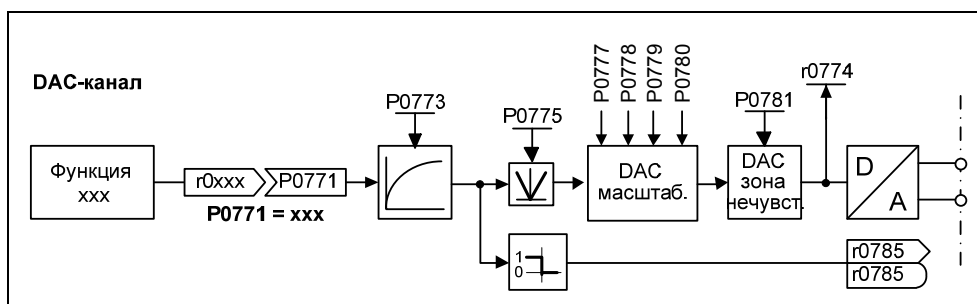 DAC-канал
Функция
xxx
r0xxx
P0771
P0771 = xxx
P0773
P0775
P0777
P0778
P0779
P0780
DAC
масштаб.
P0781
DAC
зона
нечувст.
r0774
D
A
1
0
r0785
r0785